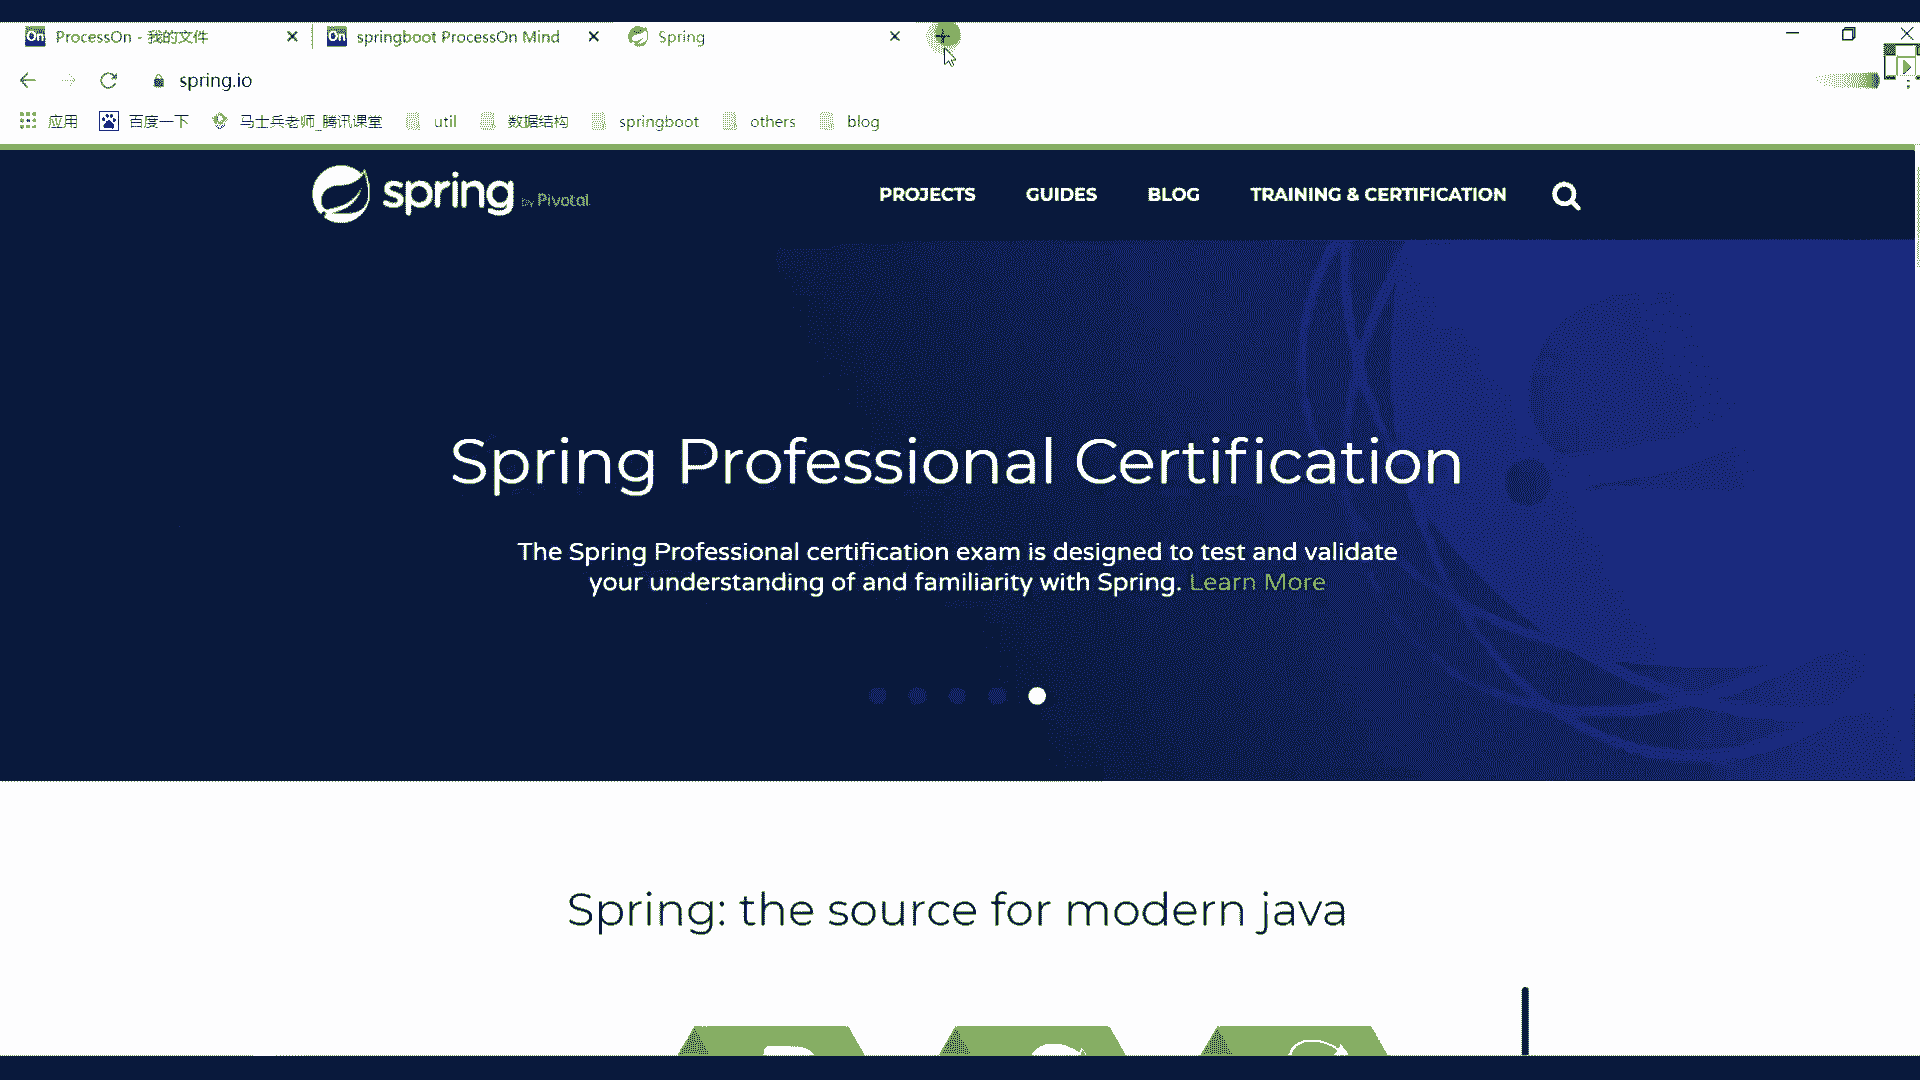 On ProcessOn - 我的文件
On springboot ProcessOn Mind
Spring
spring.io
应用 百度一下 马士兵老师_腾讯课堂 util 数据结构 springboot others blog
spring by Pivotal
PROJECTS GUIDES BLOG TRAINING & CERTIFICATION
Spring Professional Certification
The Spring Professional certification exam is designed to test and validate
your understanding of and familiarity with Spring. Learn More
Spring: the source for modern java